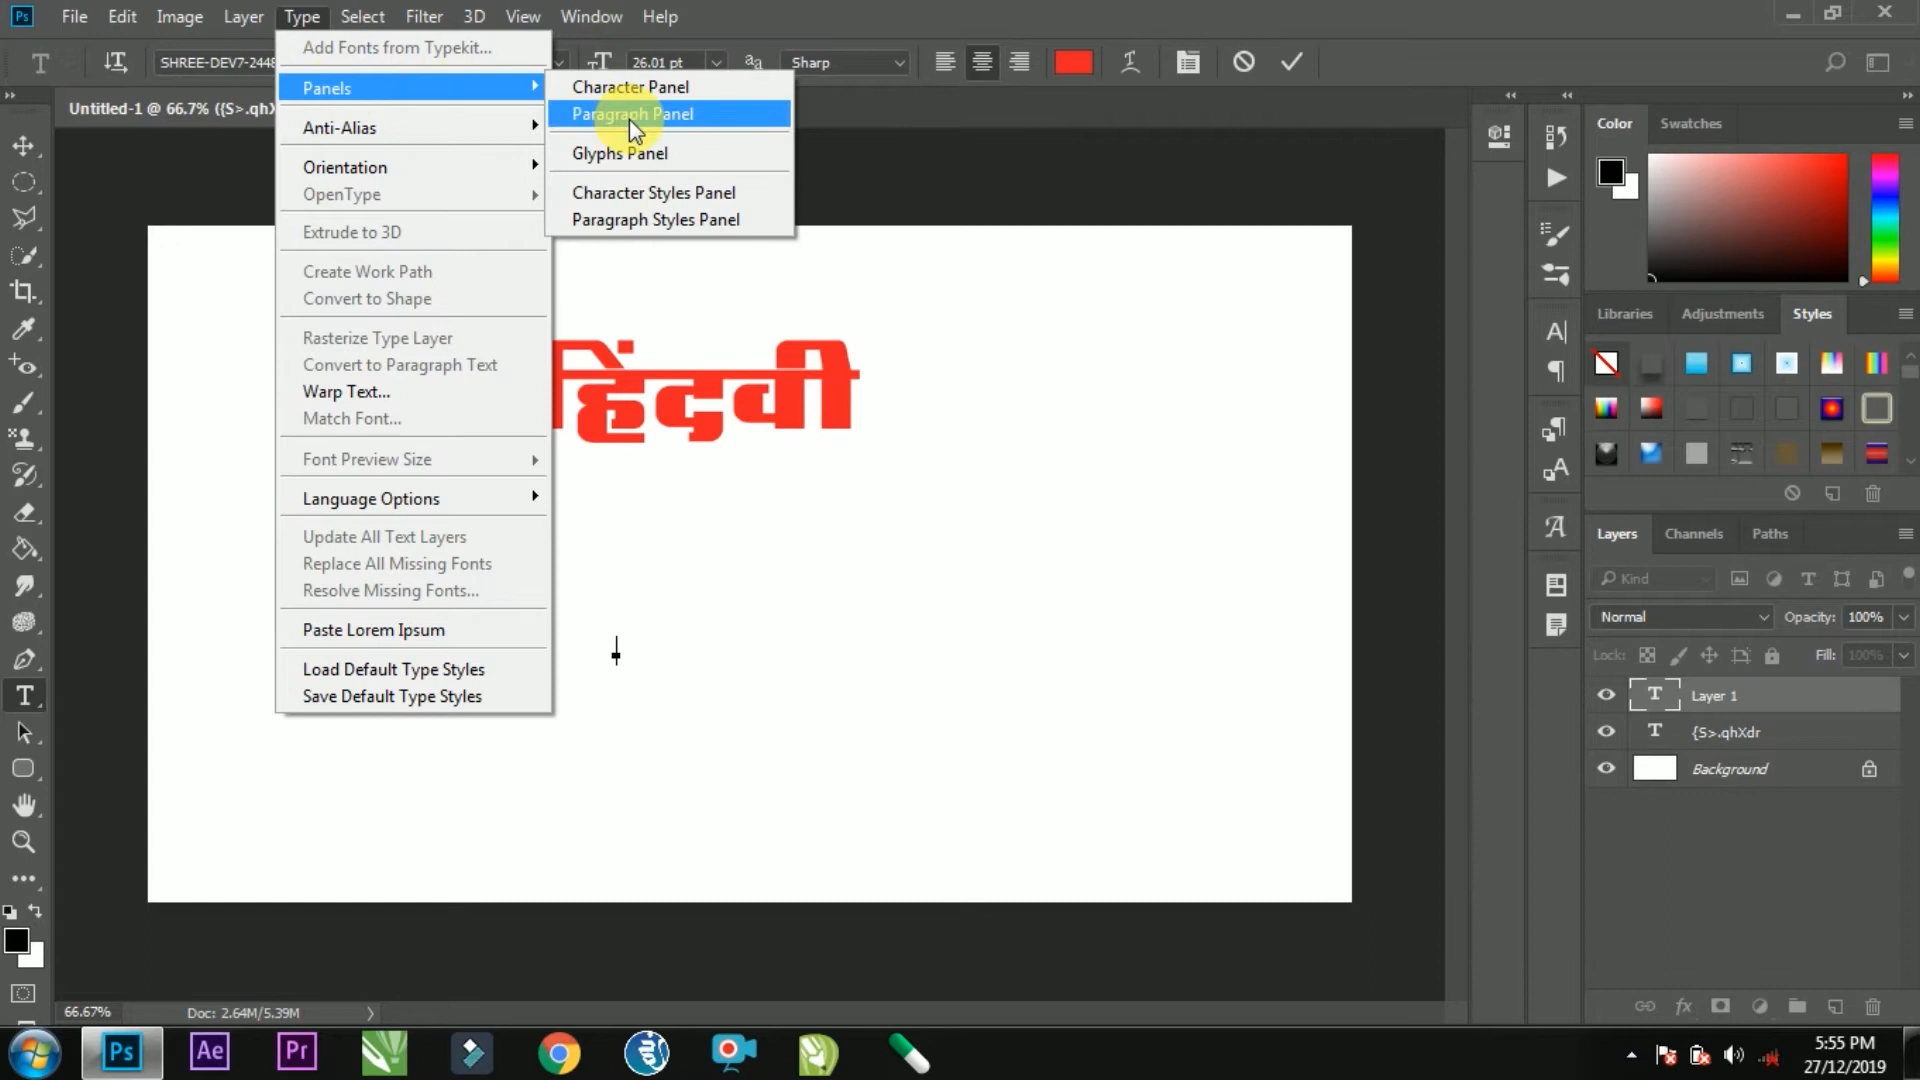 Ps File Edit Image Layer Type Select Filter 3D View Window Help
SHREE-DEV7-2448 26.01 pt Sharp
Untitled-1 @ 66.7% ({S>.qhX
Add Fonts from Typekit...
Panels
Anti-Alias
Orientation
OpenType
Extrude to 3D
Create Work Path
Convert to Shape
Rasterize Type Layer
Convert to Paragraph Text
Warp Text...
Match Font...
Font Preview Size
Language Options
Update All Text Layers
Replace All Missing Fonts
Resolve Missing Fonts...
Paste Lorem Ipsum
Load Default Type Styles
Save Default Type Styles
Character Panel
Paragraph Panel
Glyphs Panel
Character Styles Panel
Paragraph Styles Panel
हिंदवी
Color Swatches
Libraries Adjustments Styles
Layers Channels Paths
Kind
Normal Opacity: 100%
Lock: Fill: 100%
Layer 1
{S>.qhXdr
Background
66.67% Doc: 2.64M/5.39M
Ps Ae Pr
5:55 PM
27/12/2019